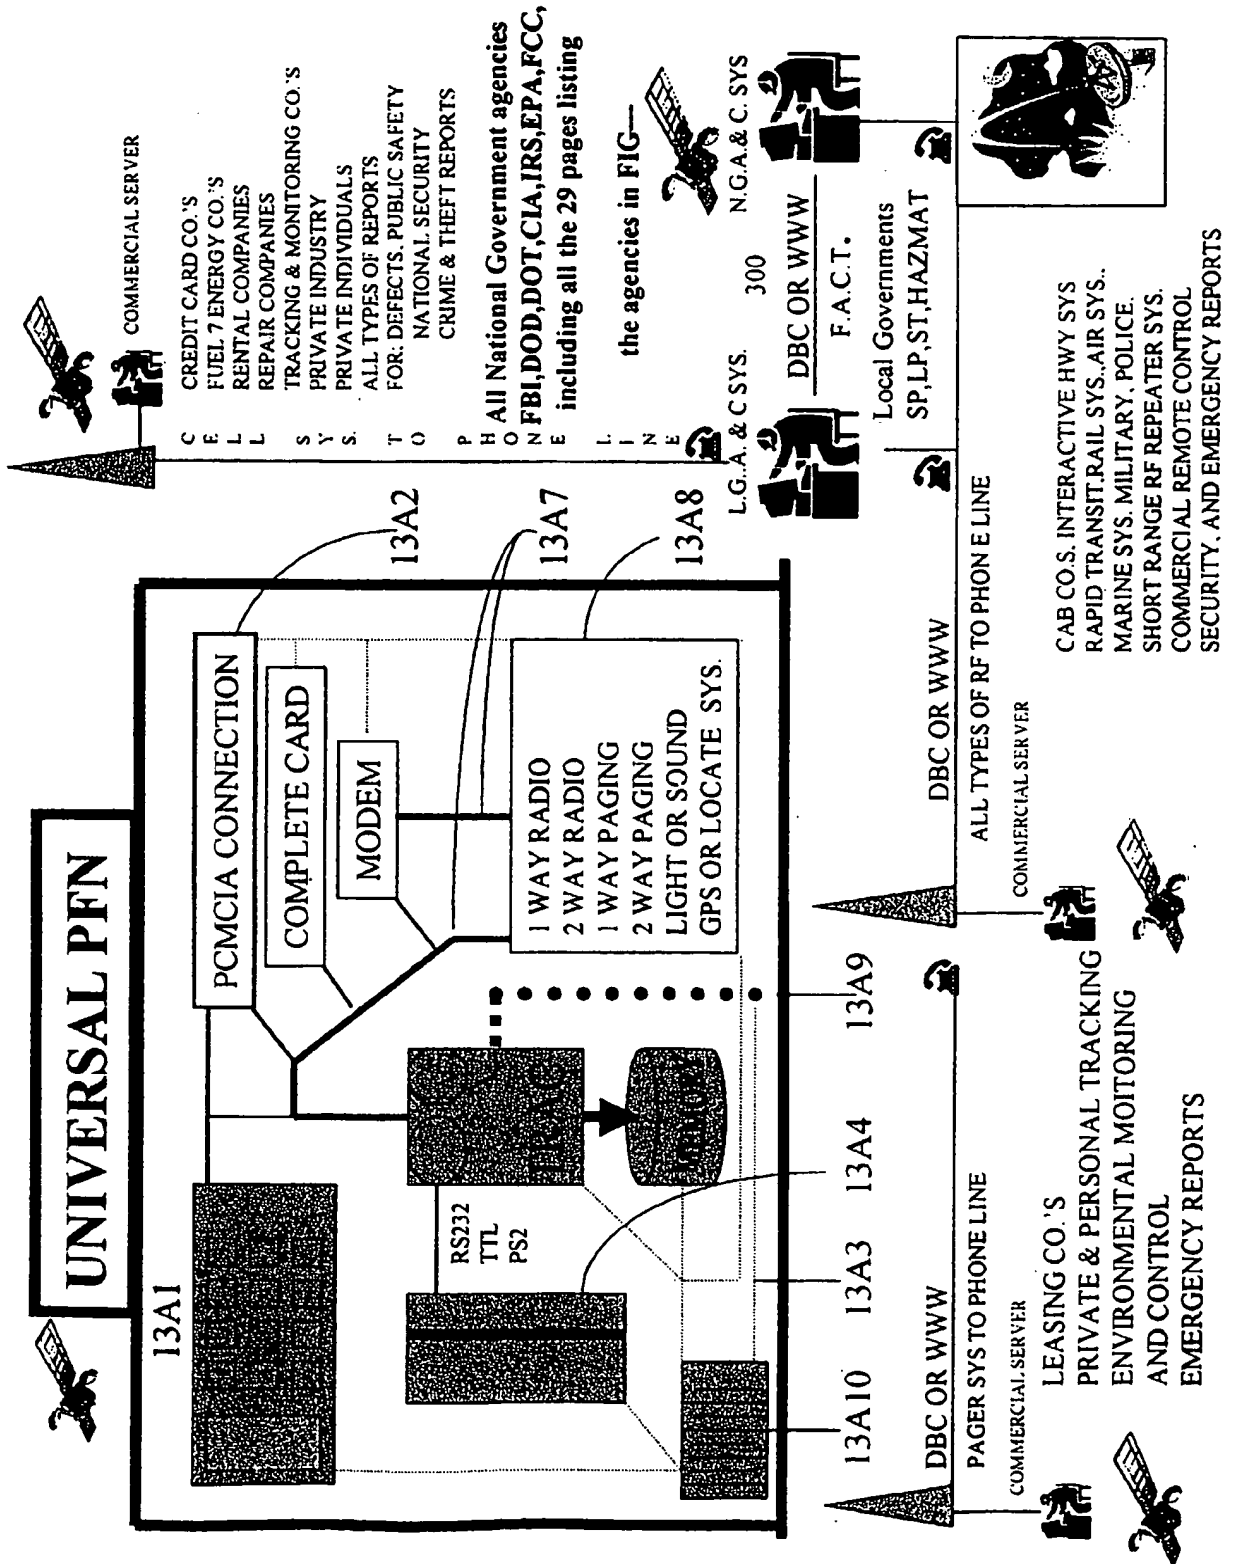 UNIVERSAL PFN
13A1
PCMCIA CONNECTION
COMPLETE CARD
MODEM
1 WAY RADIO
2 WAY RADIO
1 WAY PAGING
2 WAY PAGING
LIGHT OR SOUND
GPS OR LOCATE SYS.
RS232
TTL
PS2
13A2
13A7
13A8
13A10
13A3
13A4
13A9
CELL SYS. TO PHONE LINE
COMMERCIAL SERVER
CREDIT CARD CO.'S
FUEL 7 ENERGY CO.'S
RENTAL COMPANIES
REPAIR COMPANIES
TRACKING & MONITORING CO.'S
PRIVATE INDUSTRY
PRIVATE INDIVIDUALS
ALL TYPES OF REPORTS
FOR: DEFECTS. PUBLIC SAFETY
NATIONAL SECURITY
CRIME & THEFT REPORTS
All National Government agencies
FBI,DOD,DOT,CIA,IRS,EPA,FCC,
including all the 29 pages listing
the agencies in FIG—
L.G..A. & C SYS.
300
N.G.A.& C. SYS
DBC OR WWW
F.A.C.T.
Local Governments
SP,LP,ST,HAZMAT
DBC OR WWW
PAGER SYS TO PHONE LINE
COMMERCIAL SERVER
LEASING CO.'S
PRIVATE & PERSONAL TRACKING
ENVIRONMENTAL MOITORING
AND CONTROL
EMERGENCY REPORTS
DBC OR WWW
ALL TYPES OF RF TO PHON E LINE
COMMERCIAL SERVER
CAB CO.S. INTERACTIVE HWY SYS
RAPID TRANSIT.RAIL SYS.,AIR SYS..
MARINE SYS. MILITARY, POLICE.
SHORT RANGE RF REPEATER SYS.
COMMERCIAL REMOTE CONTROL
SECURITY. AND EMERGENCY REPORTS